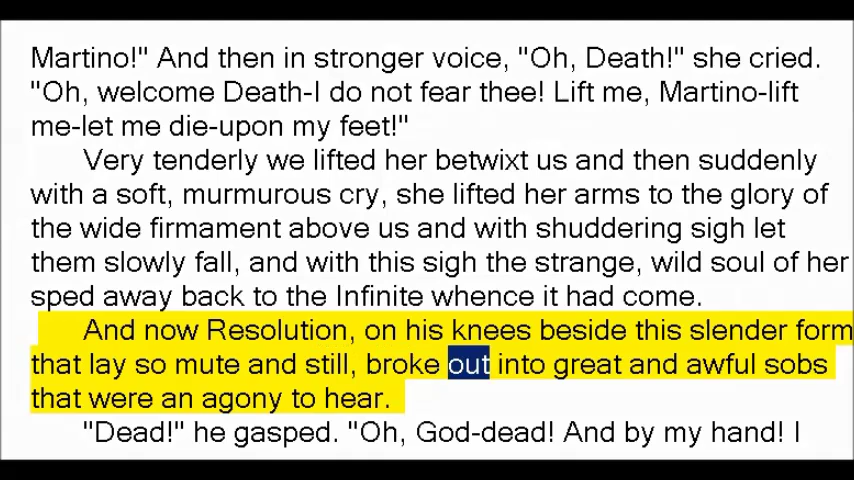 Martino!" And then in stronger voice, "Oh, Death!" she cried.
"Oh, welcome Death-I do not fear thee! Lift me, Martino-lift
me-let me die-upon my feet!"
Very tenderly we lifted her betwixt us and then suddenly
with a soft, murmurous cry, she lifted her arms to the glory of
the wide firmament above us and with shuddering sigh let
them slowly fall, and with this sigh the strange, wild soul of her
sped away back to the Infinite whence it had come.
And now Resolution, on his knees beside this slender form
that lay so mute and still, broke out into great and awful sobs
that were an agony to hear.
"Dead!" he gasped. "Oh, God-dead! And by my hand! I